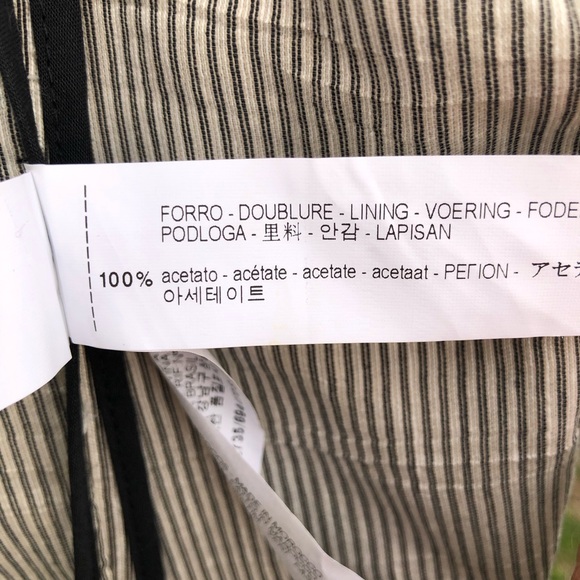 FORRO - DOUBLURE - LINING - VOERING - FODE
PODLOGA - 里料 - 안감 - LAPISAN
100% acetato - acétate - acetate - acetaat - РЕГІОN - アセテ
아세테이트